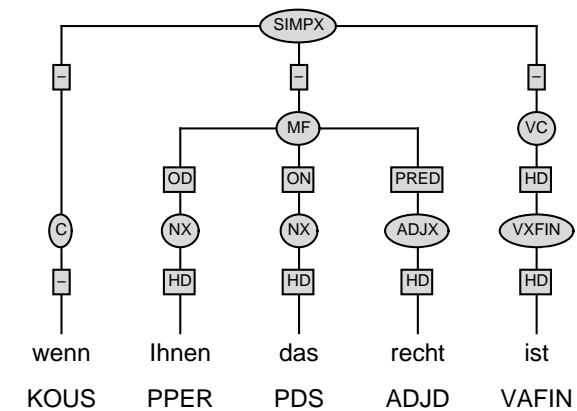 SIMPX
– – –
MF VC
OD ON PRED HD
C NX NX ADJX VXFIN
– HD HD HD HD
wenn Ihnen das recht ist
KOUS PPER PDS ADJD VAFIN